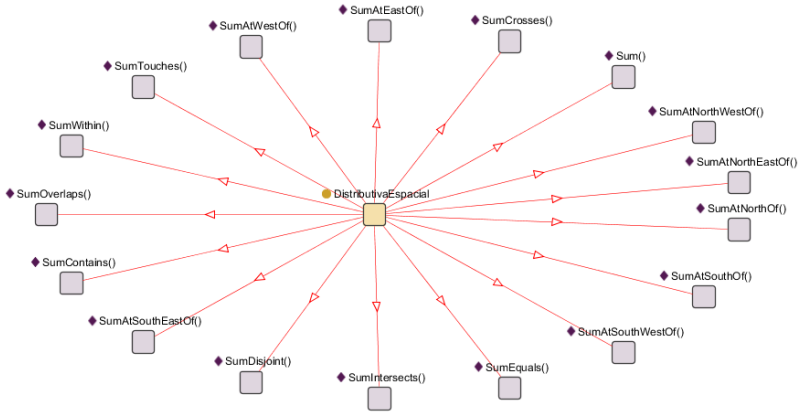 SumAtEastOf()
SumCrosses()
SumAtWestOf()
Sum()
SumTouches()
SumAtNorthWestOf()
SumWithin()
SumAtNorthEastOf()
SumOverlaps()
DistributivaEspacial
SumAtNorthOf()
SumContains()
SumAtSouthOf()
SumAtSouthEastOf()
SumAtSouthWestOf()
SumDisjoint()
SumIntersects()
SumEquals()